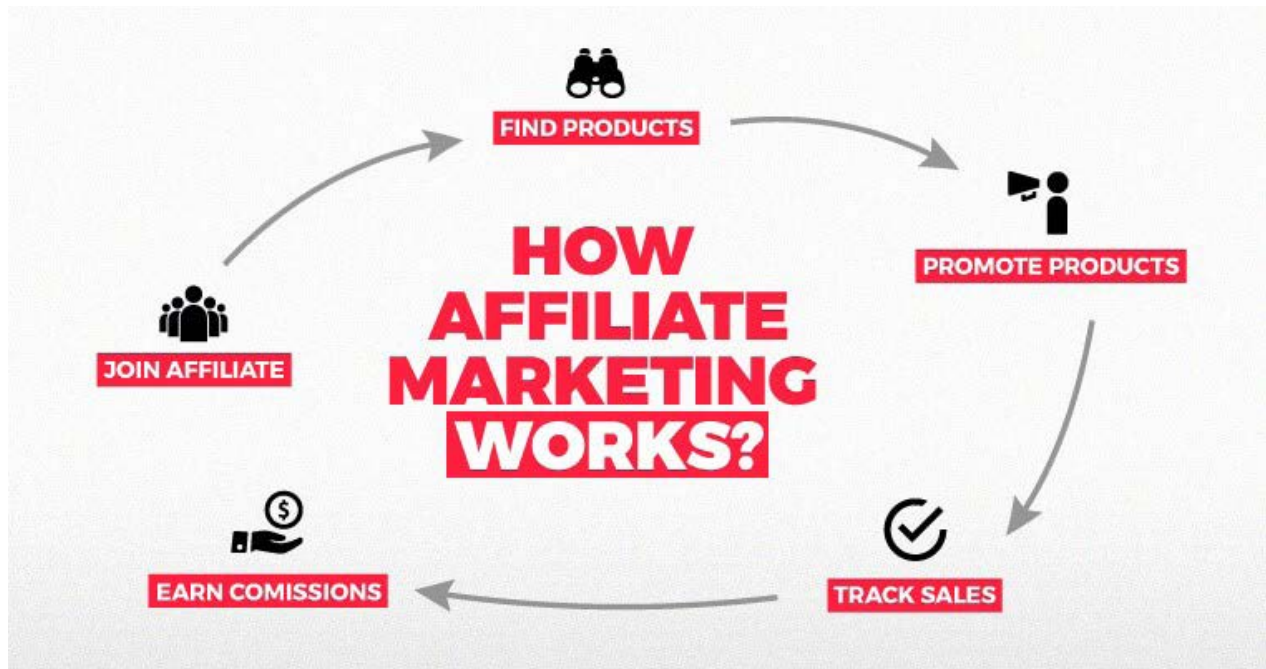 FIND PRODUCTS
PROMOTE PRODUCTS
HOW
AFFILIATE
MARKETING
WORKS?
JOIN AFFILIATE
$
EARN COMISSIONS
TRACK SALES